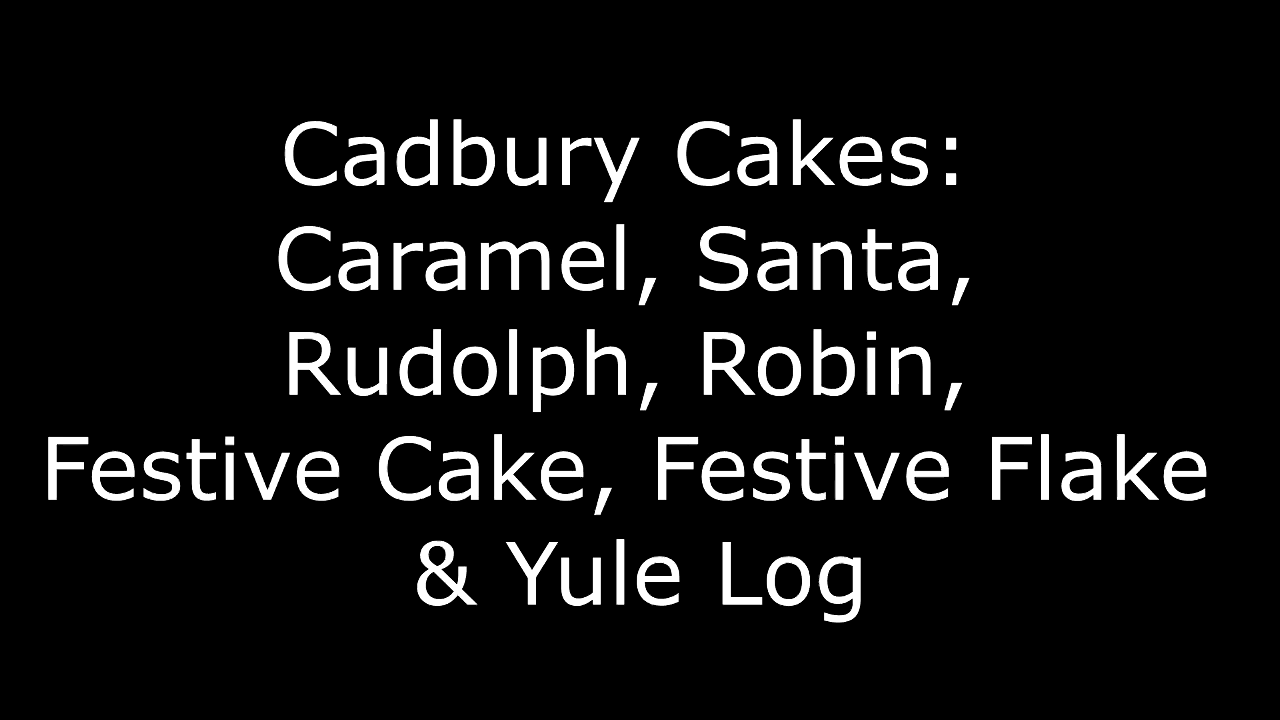 Cadbury Cakes:
Caramel, Santa,
Rudolph, Robin,
Festive Cake, Festive Flake
& Yule Log